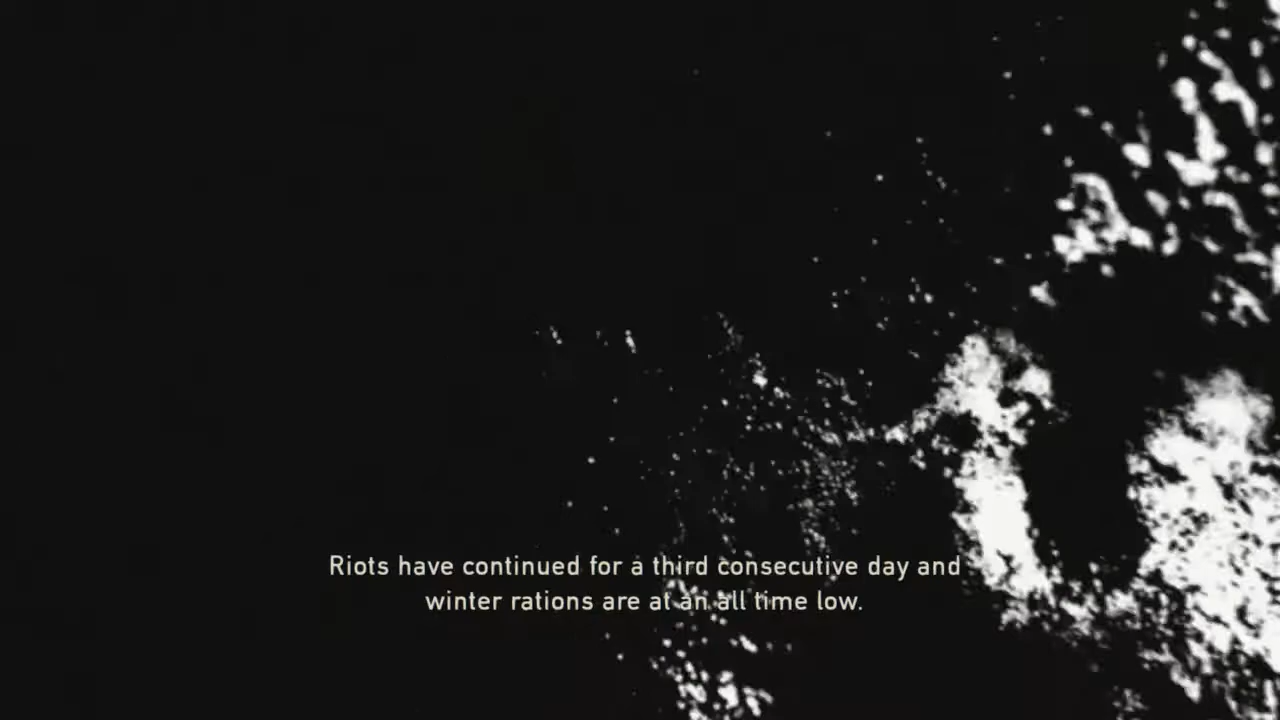 Riots have continued for a third consecutive day and
winter rations are at an all time low.